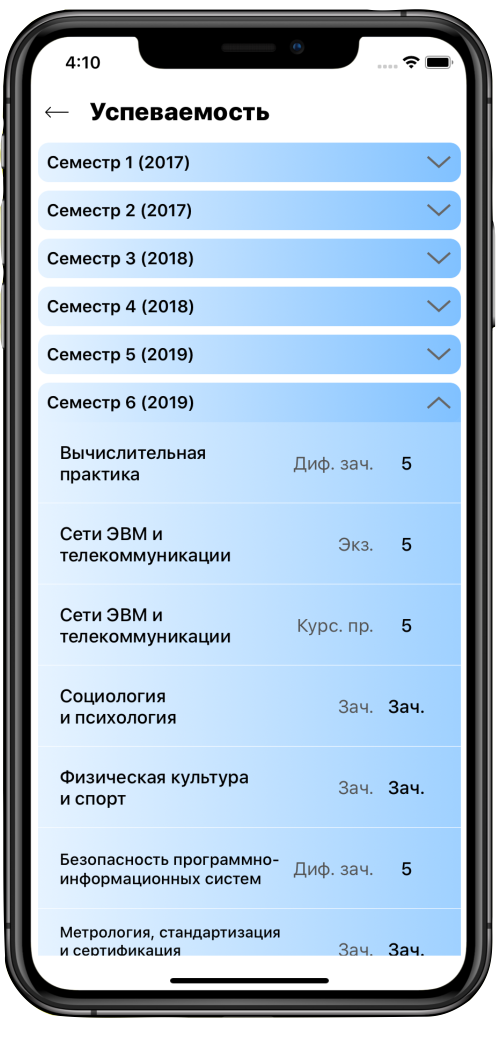 4:10
Успеваемость
Семестр 1 (2017)
Семестр 2 (2017)
Семестр 3 (2018)
Семестр 4 (2018)
Семестр 5 (2019)
Семестр 6 (2019)
Вычислительная
практика
Диф. зач. 5
Сети ЭВМ и
телекоммуникации
Экз. 5
Сети ЭВМ и
телекоммуникации
Курс. пр. 5
Социология
и психология
Зач. Зач.
Физическая культура
и спорт
Зач. Зач.
Безопасность программно-
информационных систем
Диф. зач. 5
Метрология, стандартизация
и сертификация
Зач. Зач.